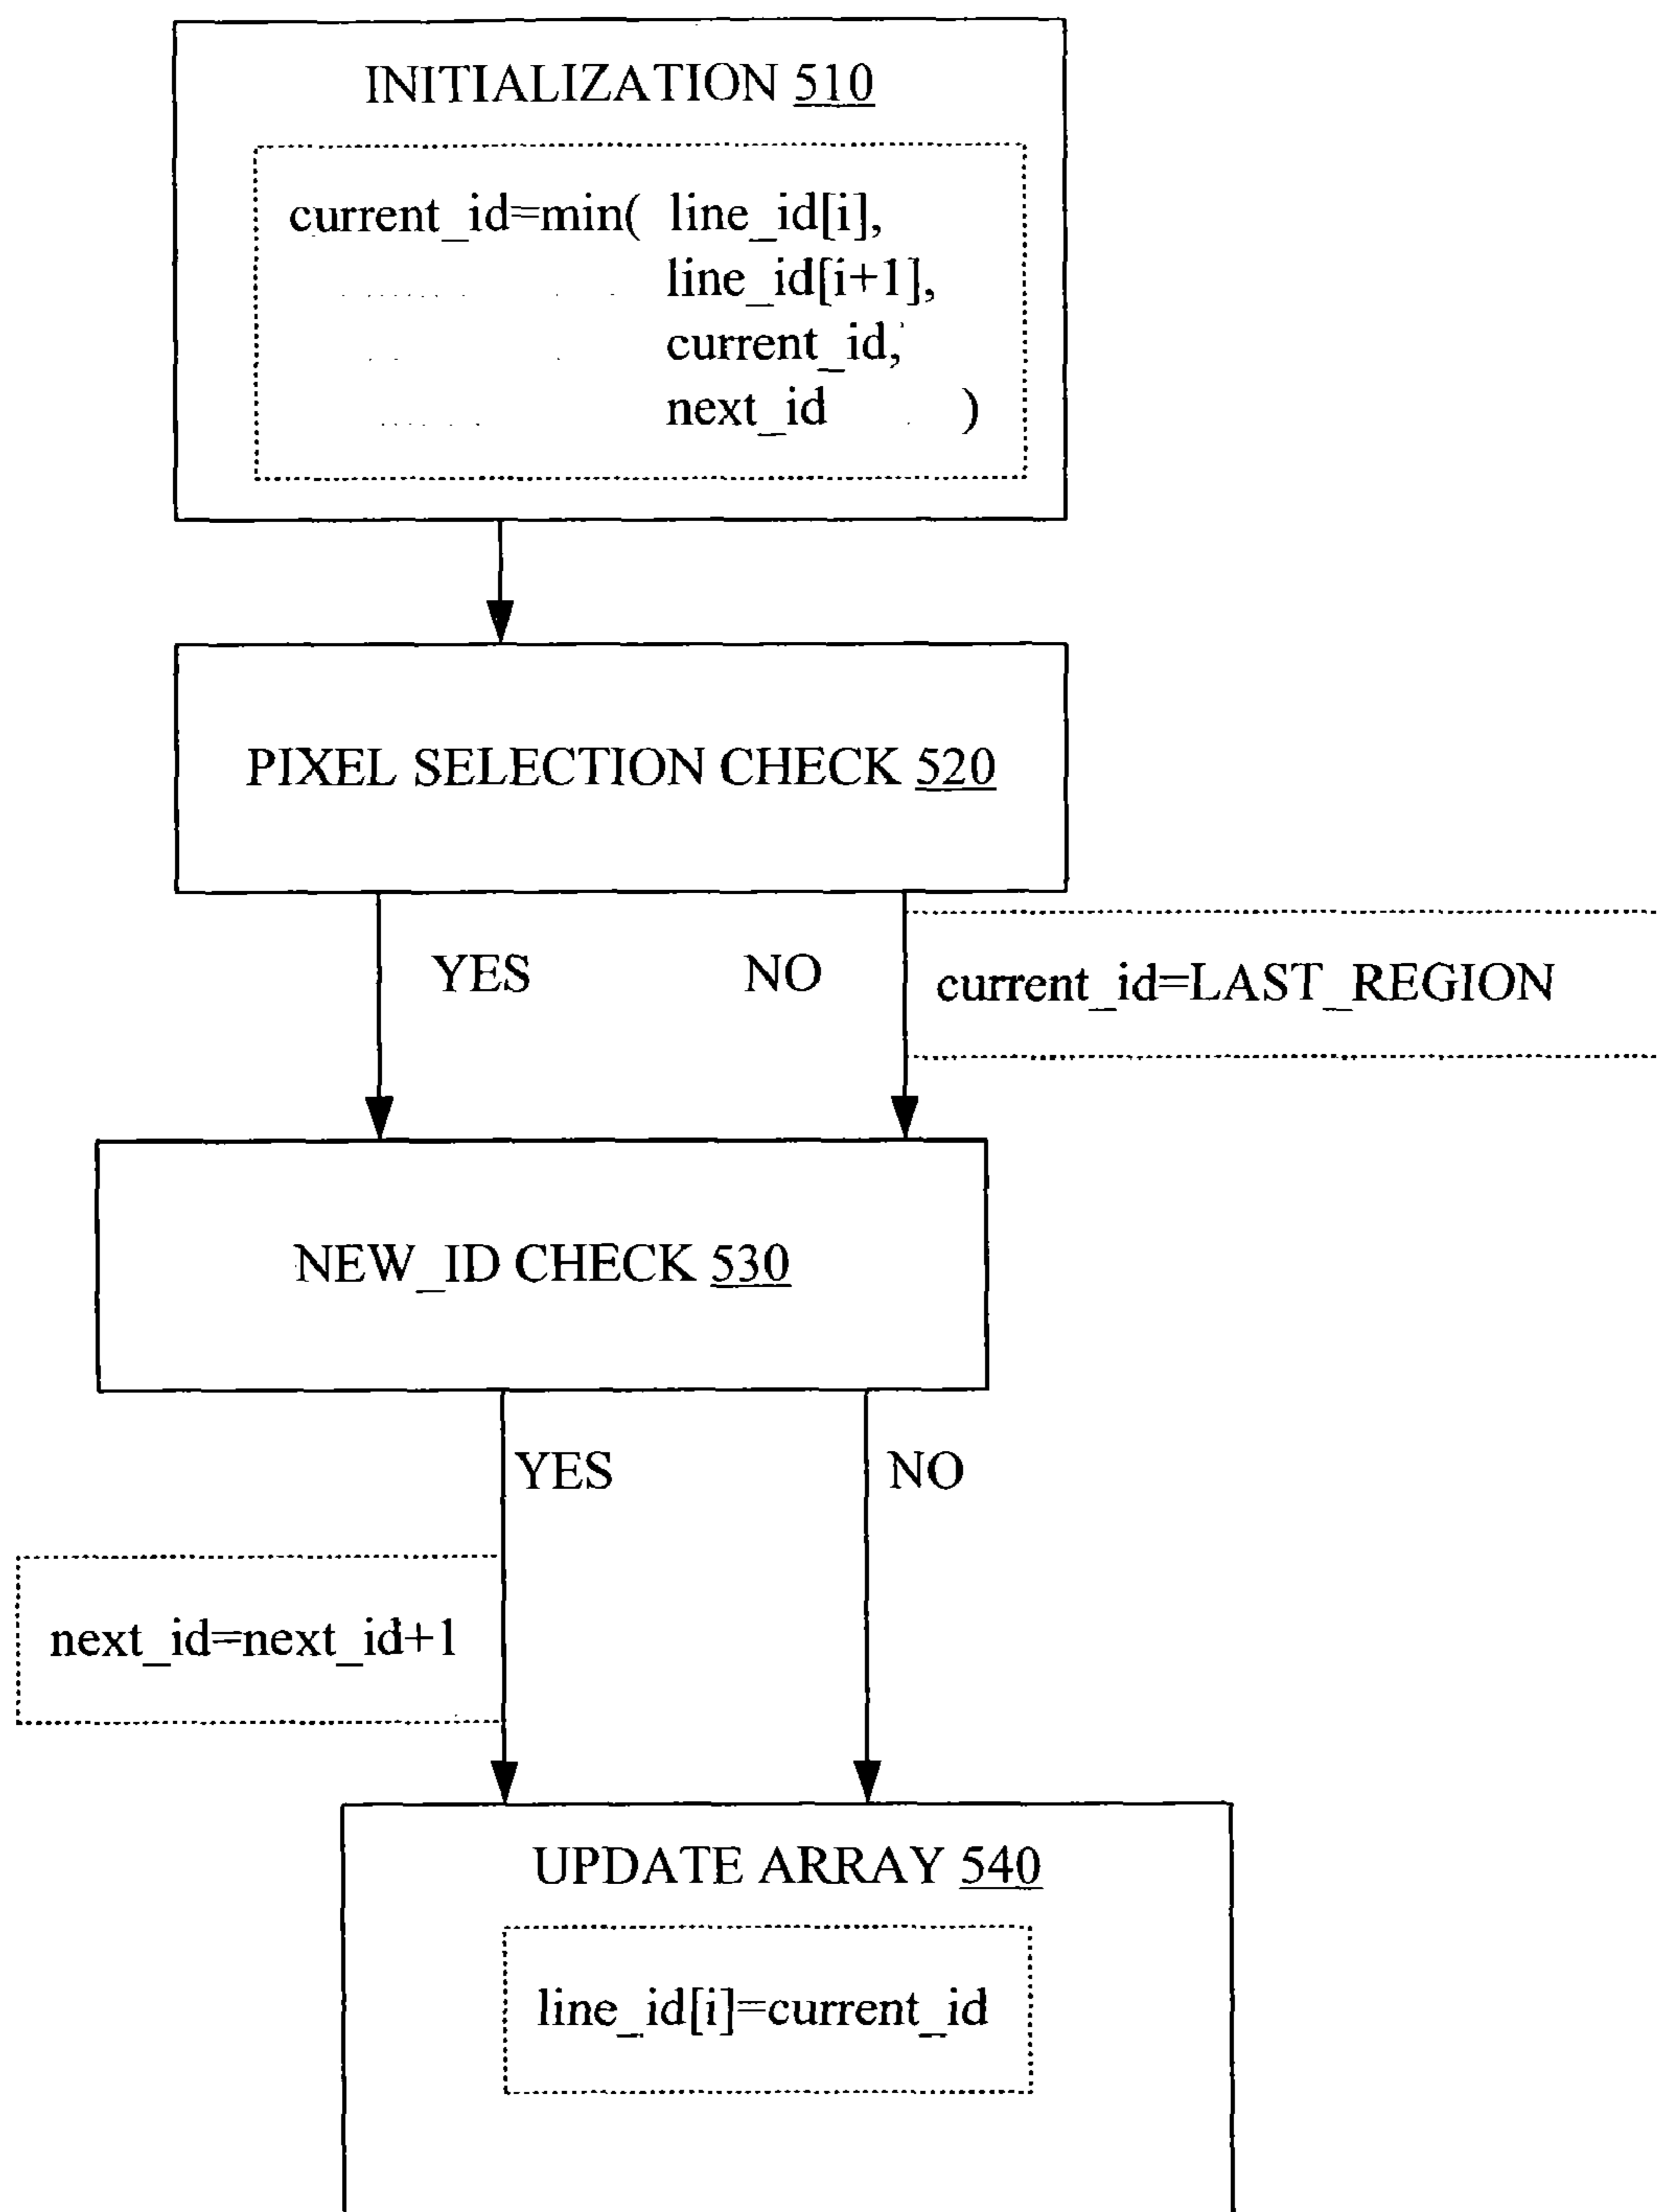 INITIALIZATION 510
current_id=min( line_id[i],
line_id[i+1],
current_id,
next_id )
PIXEL SELECTION CHECK 520
YES NO
current_id=LAST_REGION
NEW_ID CHECK 530
YES NO
next_id=next_id+1
UPDATE ARRAY 540
line_id[i]=current_id